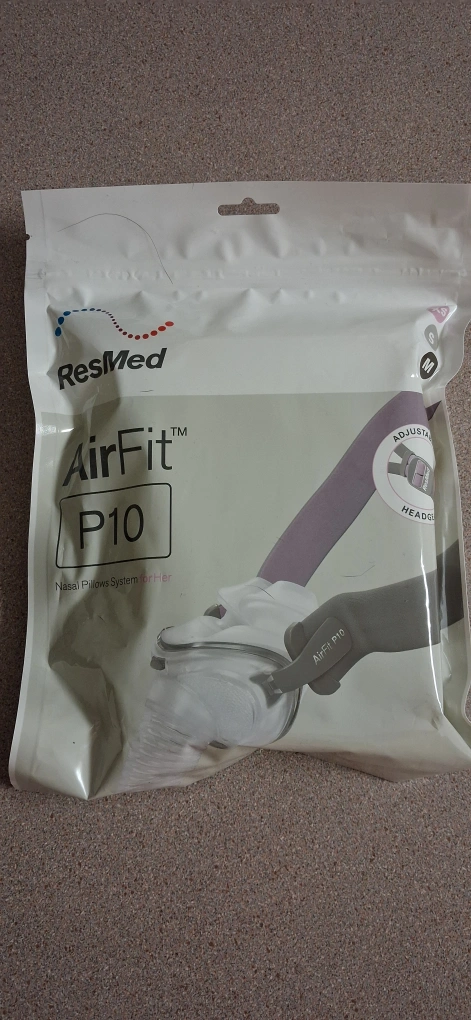 ResMed
S
M
AirFit™
P10
Nasal Pillows System for Her
AirFit P10